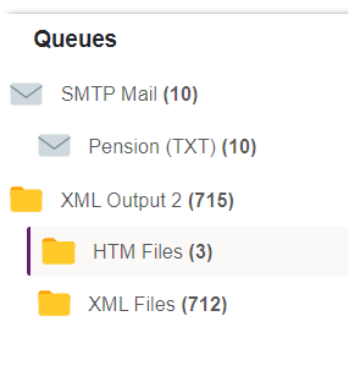 Queues
SMTP Mail (10)
Pension (TXT) (10)
XML Output 2 (715)
HTM Files (3)
XML Files (712)